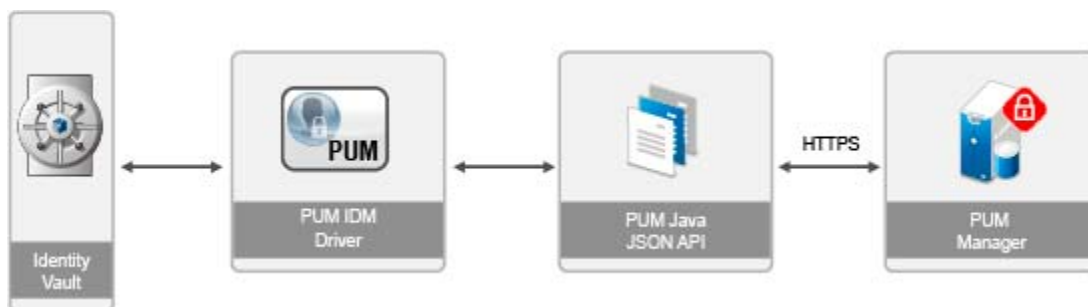 Identity
Vault
PUM
PUM IDM
Driver
PUM Java
JSON API
HTTPS
PUM
Manager